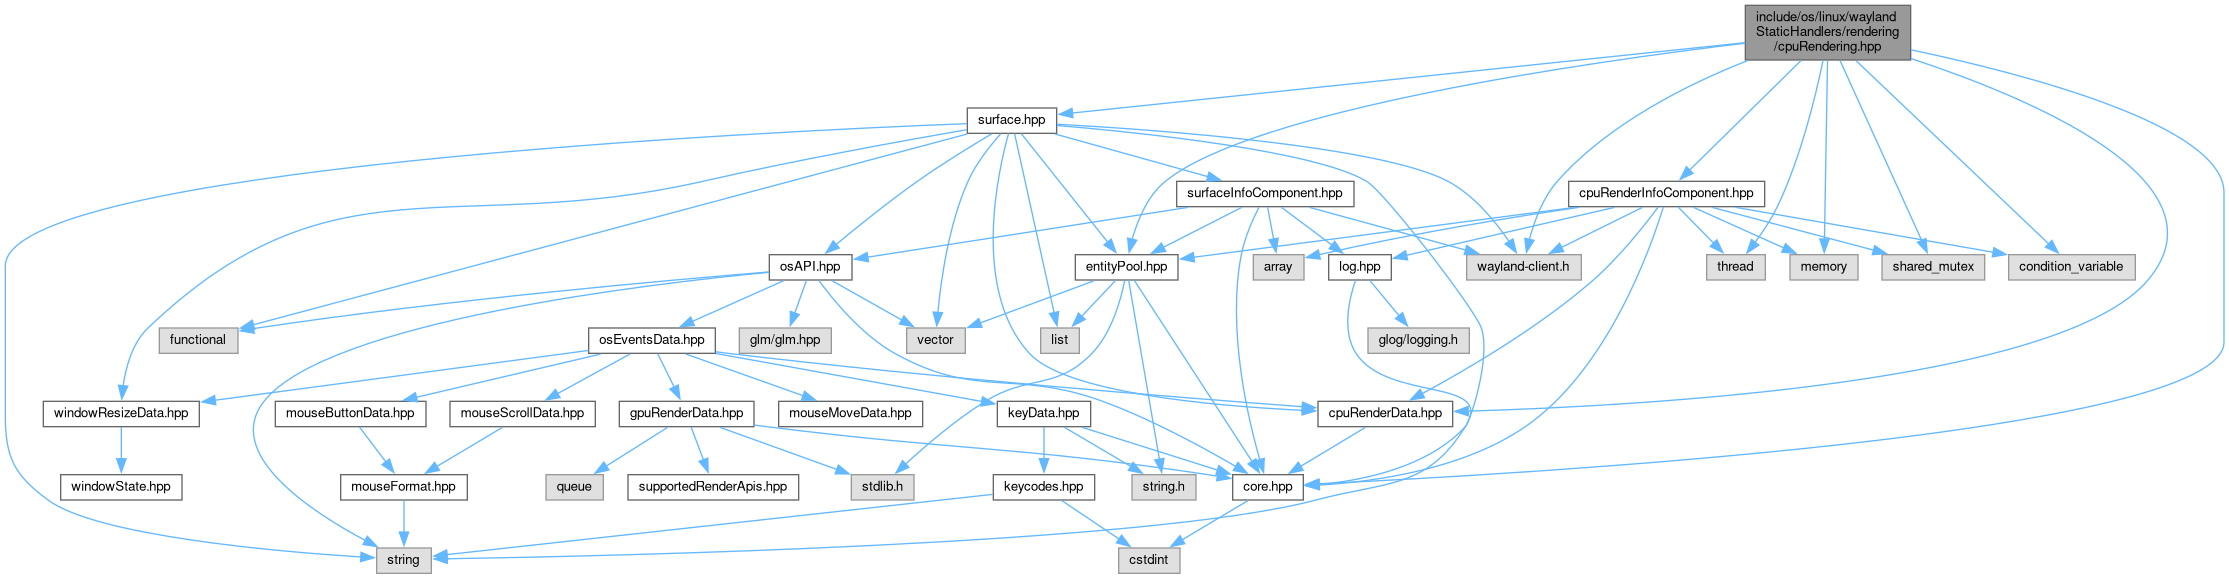 include/os/linux/wayland
StaticHandlers/rendering
/cpuRendering.hpp
surface.hpp
surfaceInfoComponent.hpp
cpuRenderInfoComponent.hpp
osAPI.hpp
entityPool.hpp
array
log.hpp
wayland-client.h
thread
memory
shared_mutex
condition_variable
functional
osEventsData.hpp
glm/glm.hpp
vector
list
glog/logging.h
windowResizeData.hpp
mouseButtonData.hpp
mouseScrollData.hpp
gpuRenderData.hpp
mouseMoveData.hpp
keyData.hpp
cpuRenderData.hpp
windowState.hpp
mouseFormat.hpp
queue
supportedRenderApis.hpp
stdlib.h
keycodes.hpp
string.h
core.hpp
string
cstdint